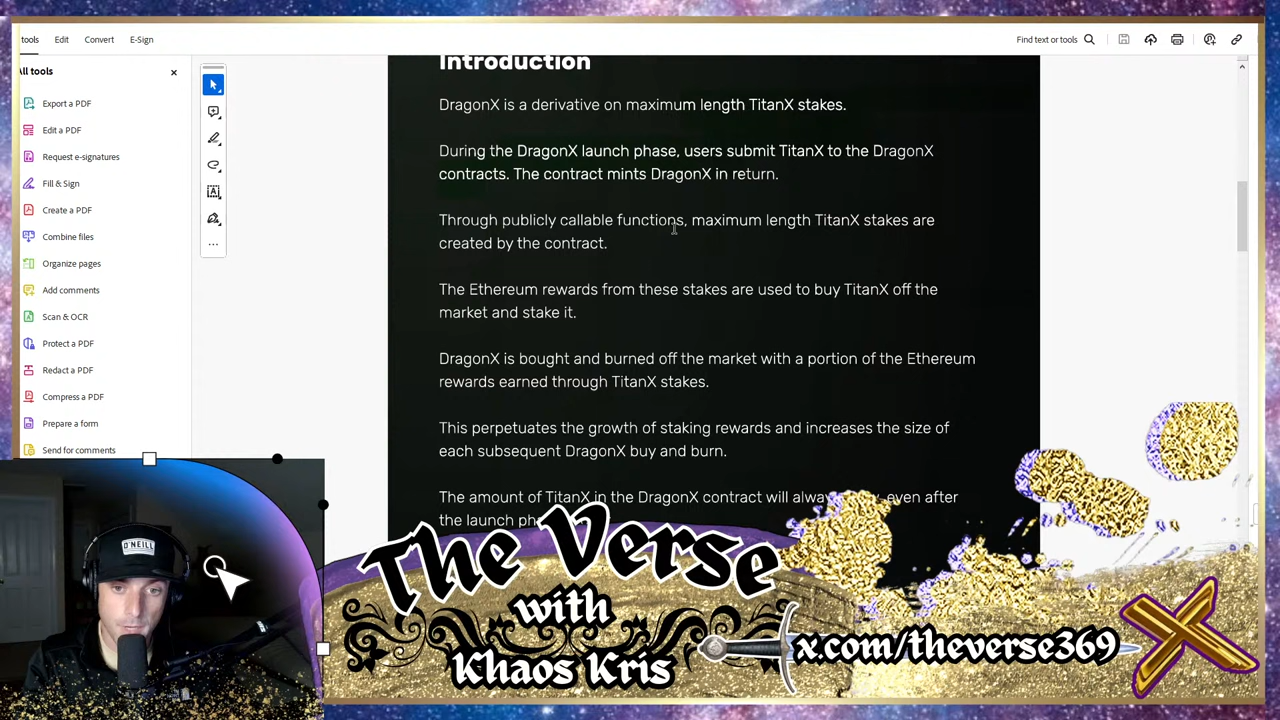 tools Edit Convert E-Sign
Find text or tools
All tools
Export a PDF
Edit a PDF
Request e-signatures
Fill & Sign
Create a PDF
Combine files
Organize pages
Add comments
Scan & OCR
Protect a PDF
Redact a PDF
Compress a PDF
Prepare a form
Send for comments
Introduction
DragonX is a derivative on maximum length TitanX stakes.
During the DragonX launch phase, users submit TitanX to the DragonX
contracts. The contract mints DragonX in return.
Through publicly callable functions, maximum length TitanX stakes are
created by the contract.
The Ethereum rewards from these stakes are used to buy TitanX off the
market and stake it.
DragonX is bought and burned off the market with a portion of the Ethereum
rewards earned through TitanX stakes.
This perpetuates the growth of staking rewards and increases the size of
each subsequent DragonX buy and burn.
The amount of TitanX in the DragonX contract will always even after
the launch
O'NEILL
The Verse
with
Khaos Kris
x.com/theverse369
X